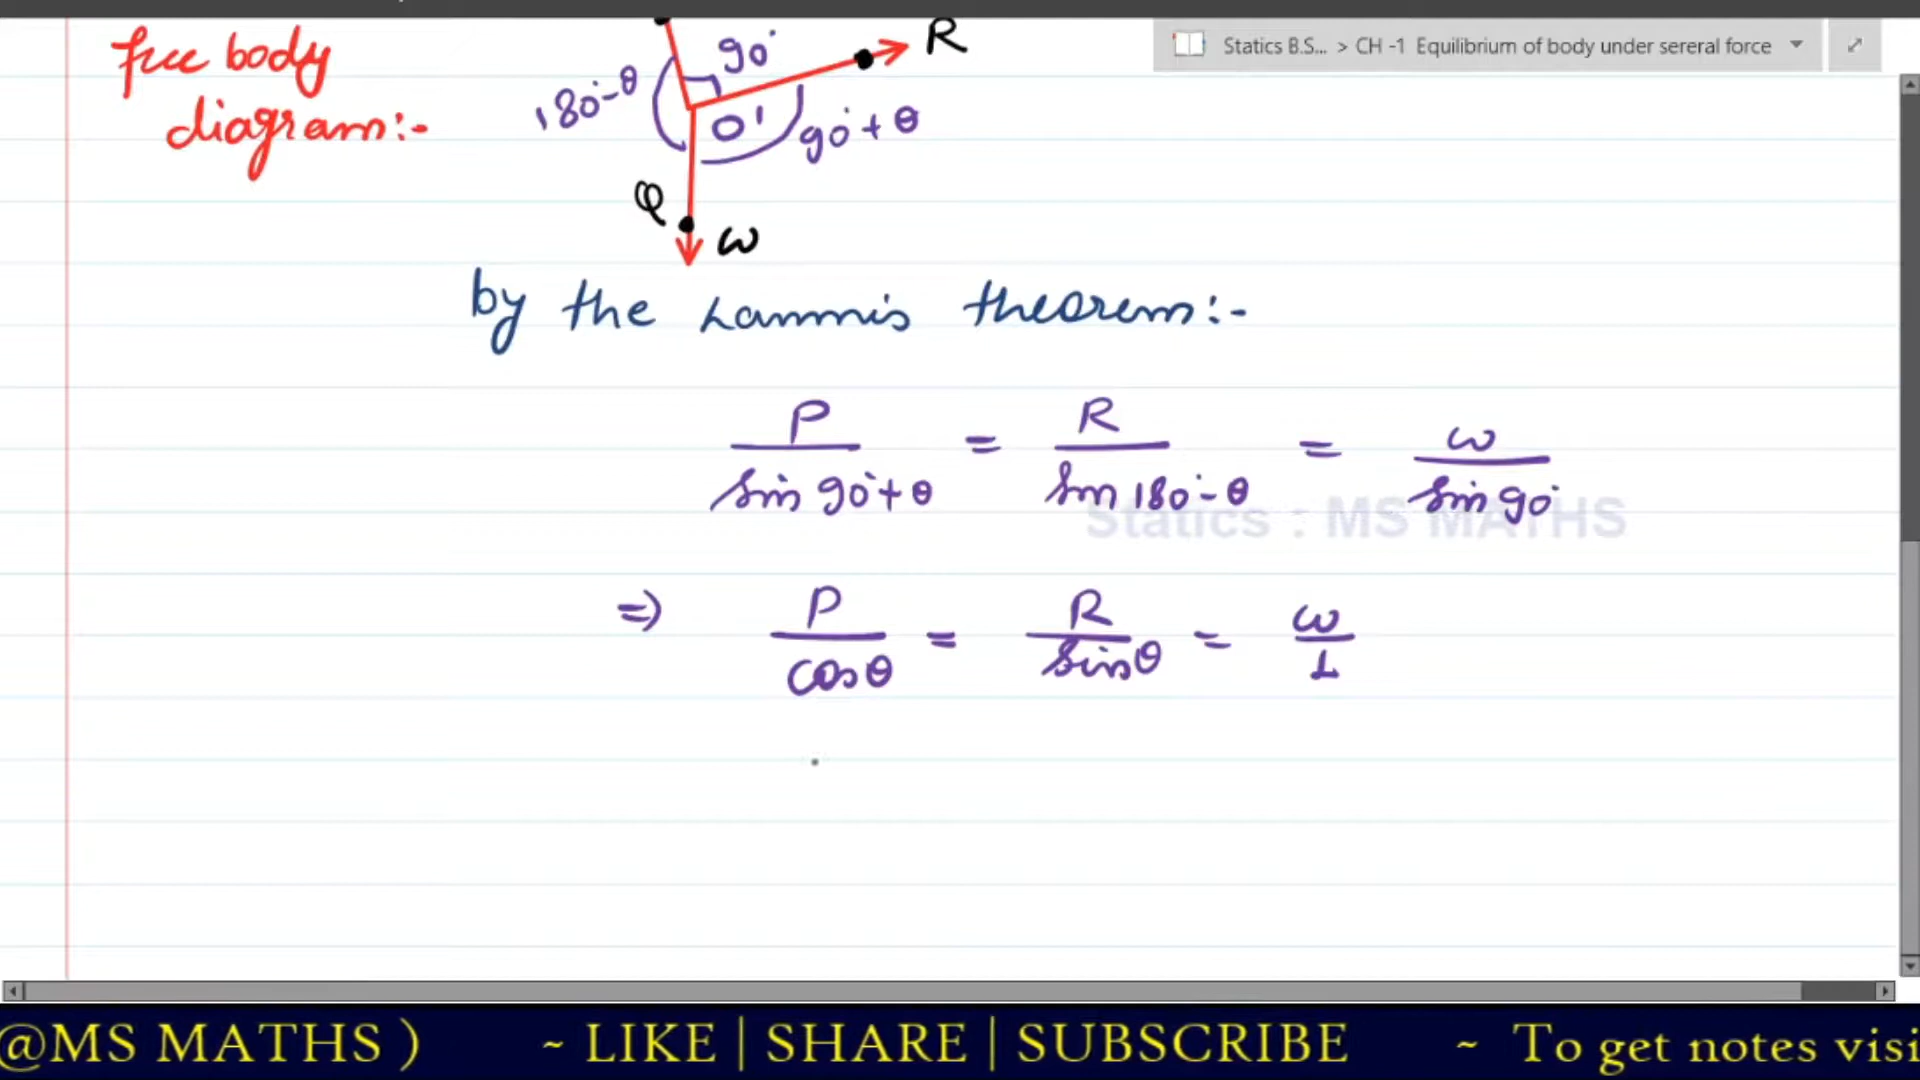 free body
diagram:-
90°
R
180°-θ
O'
90°+θ
Q
ω
Statics B.S... > CH -1 Equilibrium of body under sereral force
by the Lammis theorem:-
P/sin 90°+θ = R/sin 180°-θ = ω/sin 90°
Statics : MS MATHS
=) P/cosθ = R/sinθ = ω/1
@MS MATHS ) ~ LIKE | SHARE | SUBSCRIBE ~ To get notes visi